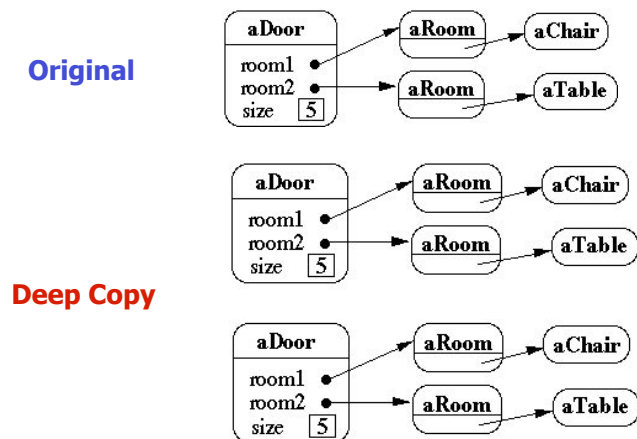 Original
aDoor
room1
room2
size 5
aRoom
aChair
aRoom
aTable
Deep Copy
aDoor
room1
room2
size 5
aRoom
aChair
aRoom
aTable
aDoor
room1
room2
size 5
aRoom
aChair
aRoom
aTable